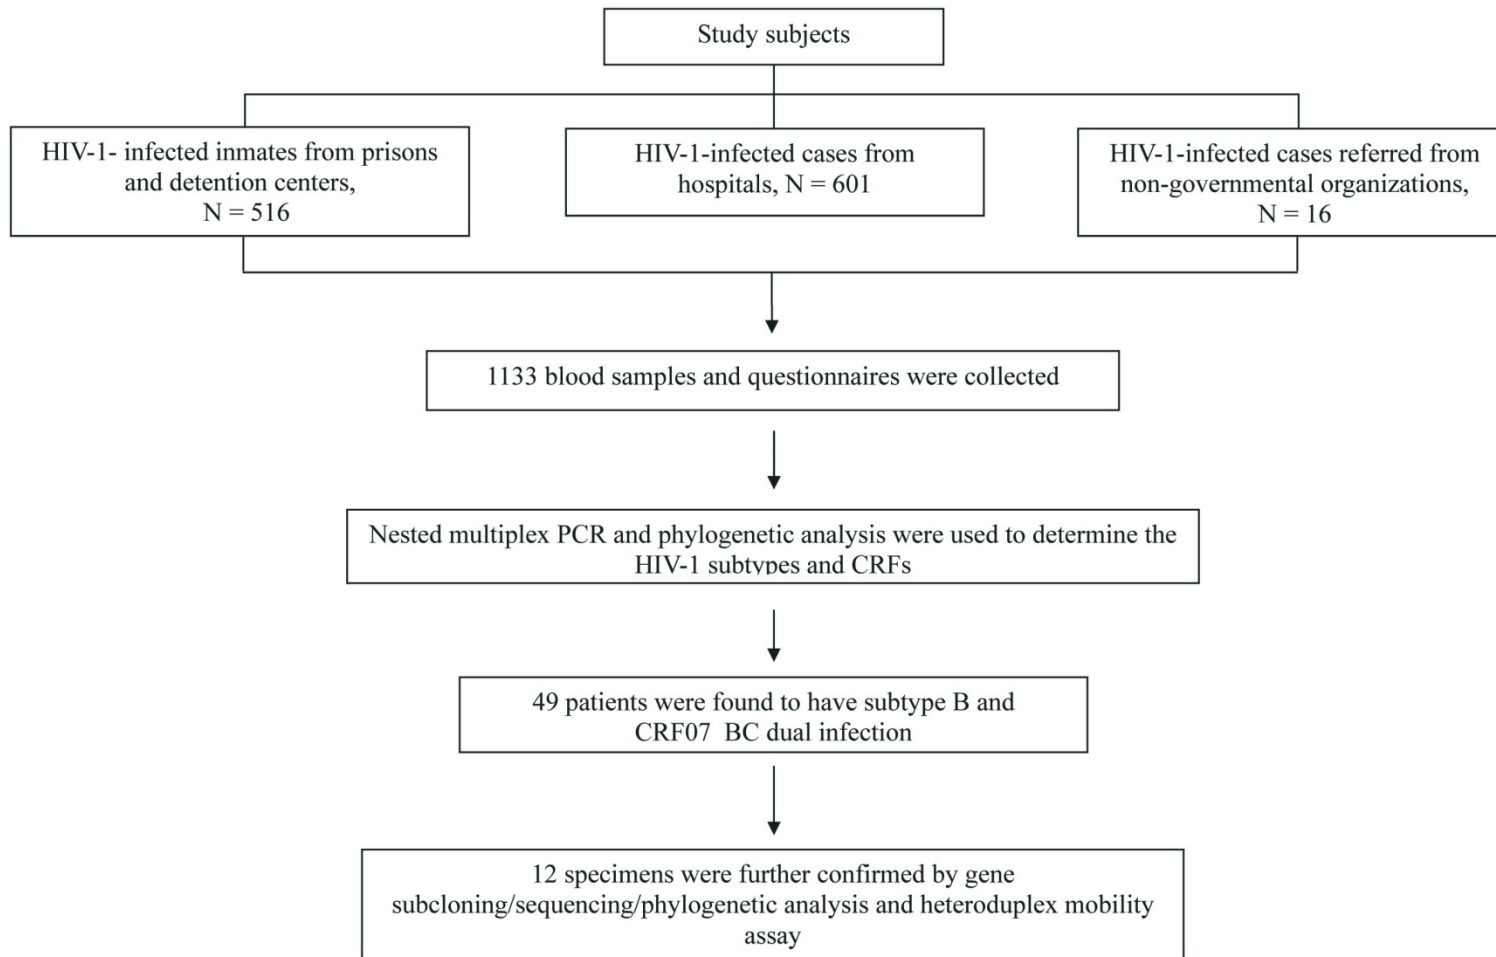 Study subjects
HIV-1- infected inmates from prisons
and detention centers,
N = 516
HIV-1-infected cases from
hospitals, N = 601
HIV-1-infected cases referred from
non-governmental organizations,
N = 16
1133 blood samples and questionnaires were collected
Nested multiplex PCR and phylogenetic analysis were used to determine the
HIV-1 subtypes and CRFs
49 patients were found to have subtype B and
CRF07 BC dual infection
12 specimens were further confirmed by gene
subcloning/sequencing/phylogenetic analysis and heteroduplex mobility
assay